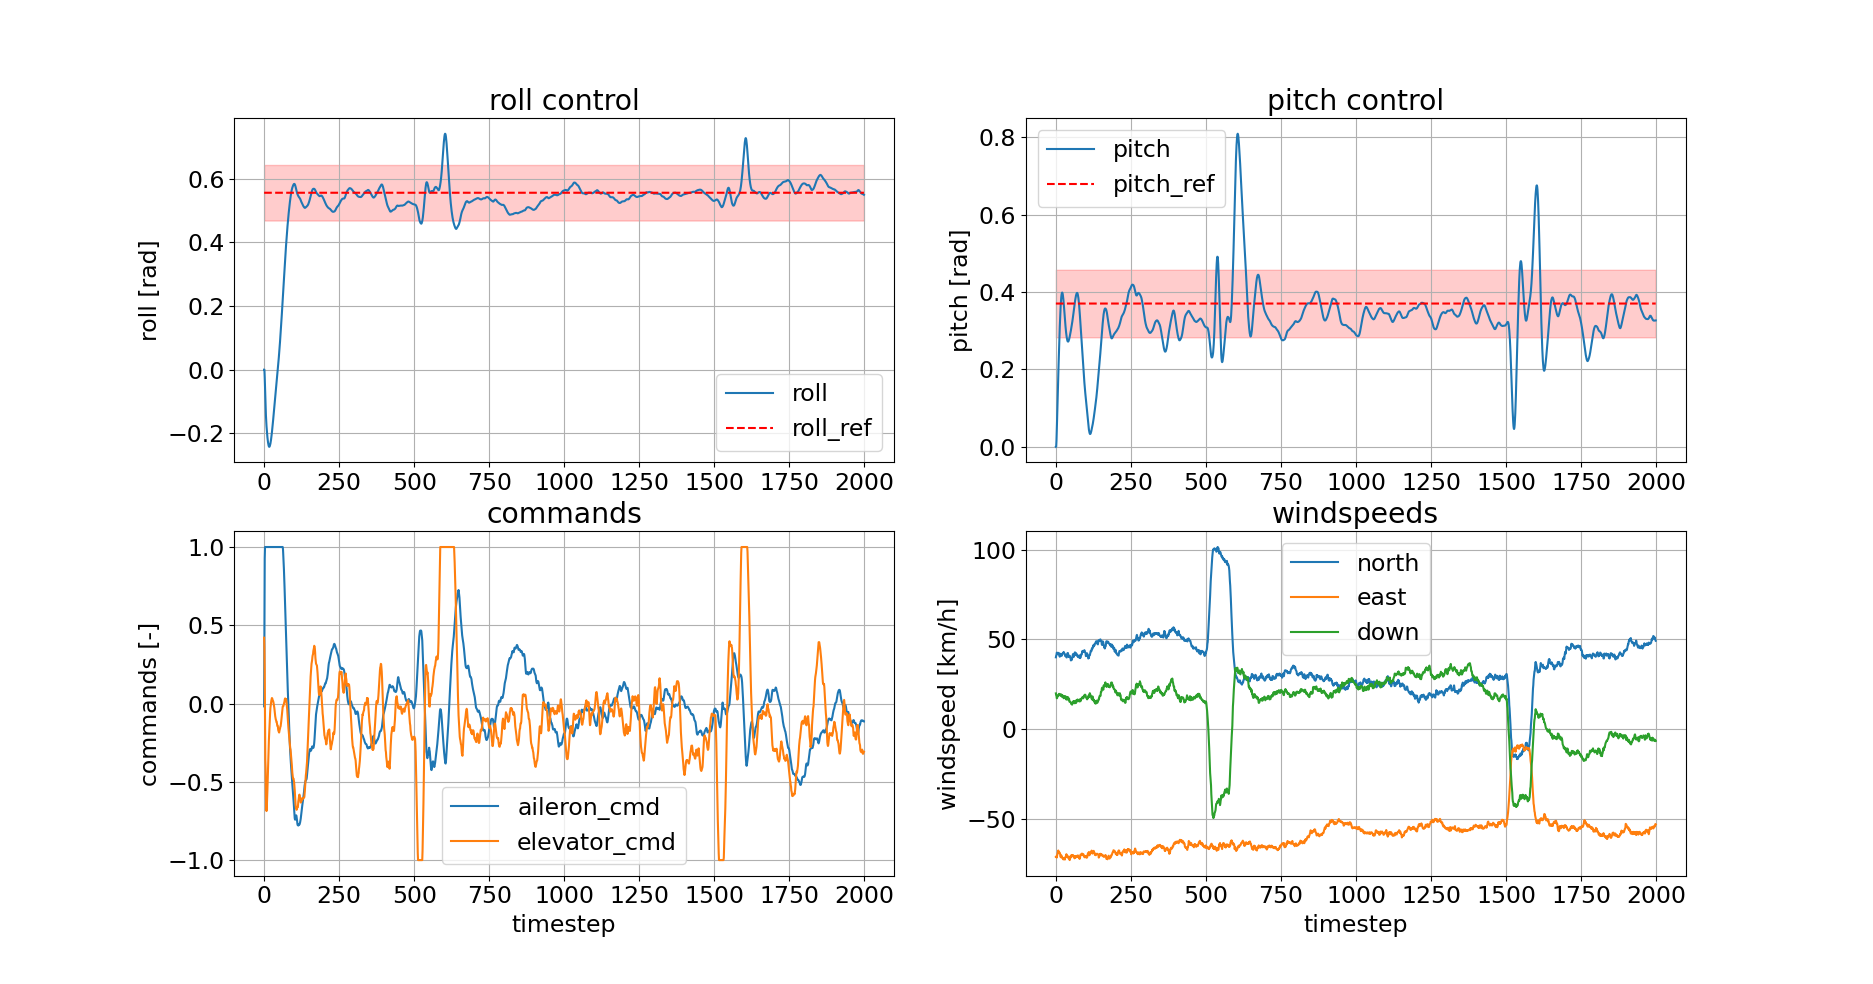 roll control
roll [rad]
0.6
0.4
0.2
0.0
−0.2
roll
roll_ref
0 250 500 750 1000 1250 1500 1750 2000
pitch control
pitch [rad]
0.8
0.6
0.4
0.2
0.0
pitch
pitch_ref
0 250 500 750 1000 1250 1500 1750 2000
commands
commands [-]
1.0
0.5
0.0
−0.5
−1.0
aileron_cmd
elevator_cmd
0 250 500 750 1000 1250 1500 1750 2000
timestep
windspeeds
windspeed [km/h]
100
50
0
−50
north
east
down
0 250 500 750 1000 1250 1500 1750 2000
timestep